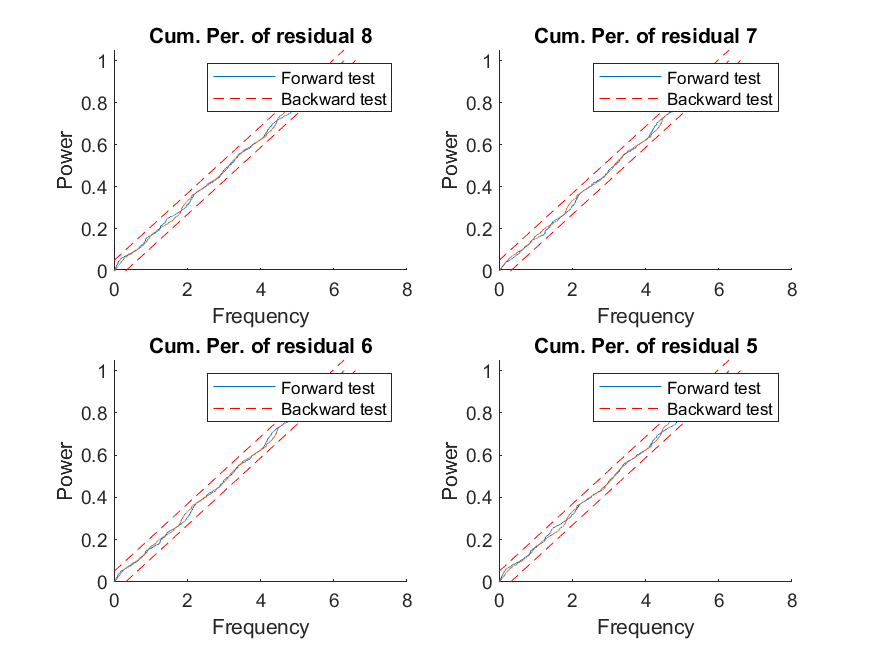 Cum. Per. of residual 8
1
0.8
0.6
0.4
0.2
0
Power
Forward test
Backward test
0 2 4 6 8
Frequency
Cum. Per. of residual 7
1
0.8
0.6
0.4
0.2
0
Power
Forward test
Backward test
0 2 4 6 8
Frequency
Cum. Per. of residual 6
1
0.8
0.6
0.4
0.2
0
Power
Forward test
Backward test
0 2 4 6 8
Frequency
Cum. Per. of residual 5
1
0.8
0.6
0.4
0.2
0
Power
Forward test
Backward test
0 2 4 6 8
Frequency